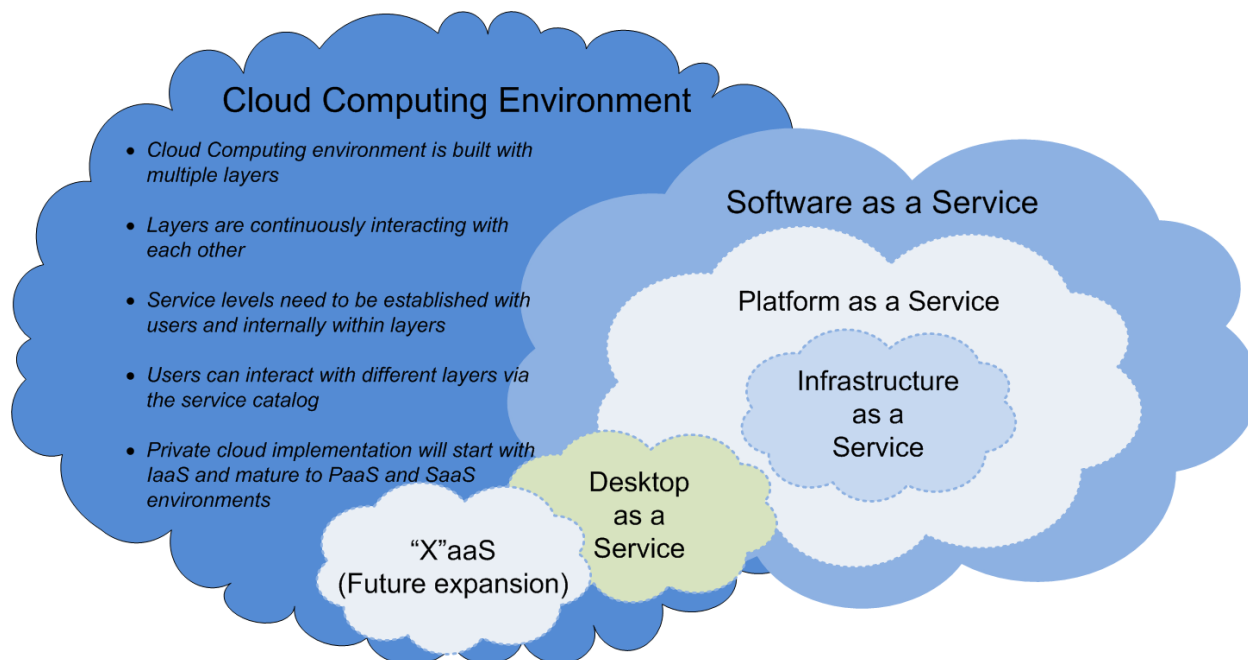 Cloud Computing Environment
• Cloud Computing environment is built with
multiple layers
• Layers are continuously interacting with
each other
• Service levels need to be established with
users and internally within layers
• Users can interact with different layers via
the service catalog
• Private cloud implementation will start with
IaaS and mature to PaaS and SaaS
environments
Software as a Service
Platform as a Service
Infrastructure
as a
Service
Desktop
as a
Service
“X”aaS
(Future expansion)